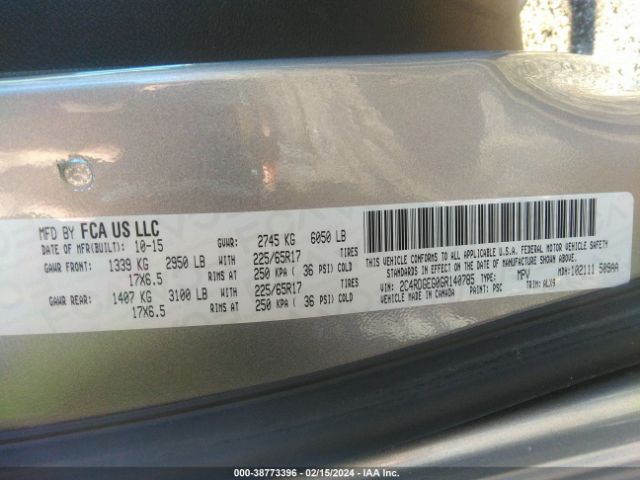 MFD BY FCA US LLC
DATE OF MFR(BUILT): 10-15 GVWR: 2745 KG 6050 LB
GAWR FRONT: 1339 KG 2950 LB WITH 225/65R17 TIRES
17X6.5 RIMS AT 250 KPA ( 36 PSI) COLD
GAWR REAR: 1407 KG 3100 LB WITH 225/65R17 TIRES
17X6.5 RIMS AT 250 KPA ( 36 PSI) COLD
THIS VEHICLE CONFORMS TO ALL APPLICABLE U.S.A. FEDERAL MOTOR VEHICLE SAFETY
STANDARDS IN EFFECT ON THE DATE OF MANUFACTURE SHOWN ABOVE.
VIN: 2C4RDGEG0GR140785 TYPE: MPV MDH: 102111 509AA
VEHICLE MADE IN CANADA PAINT: PSC TRIM: ALX9
000-38773396 - 02/15/2024 - IAA Inc.